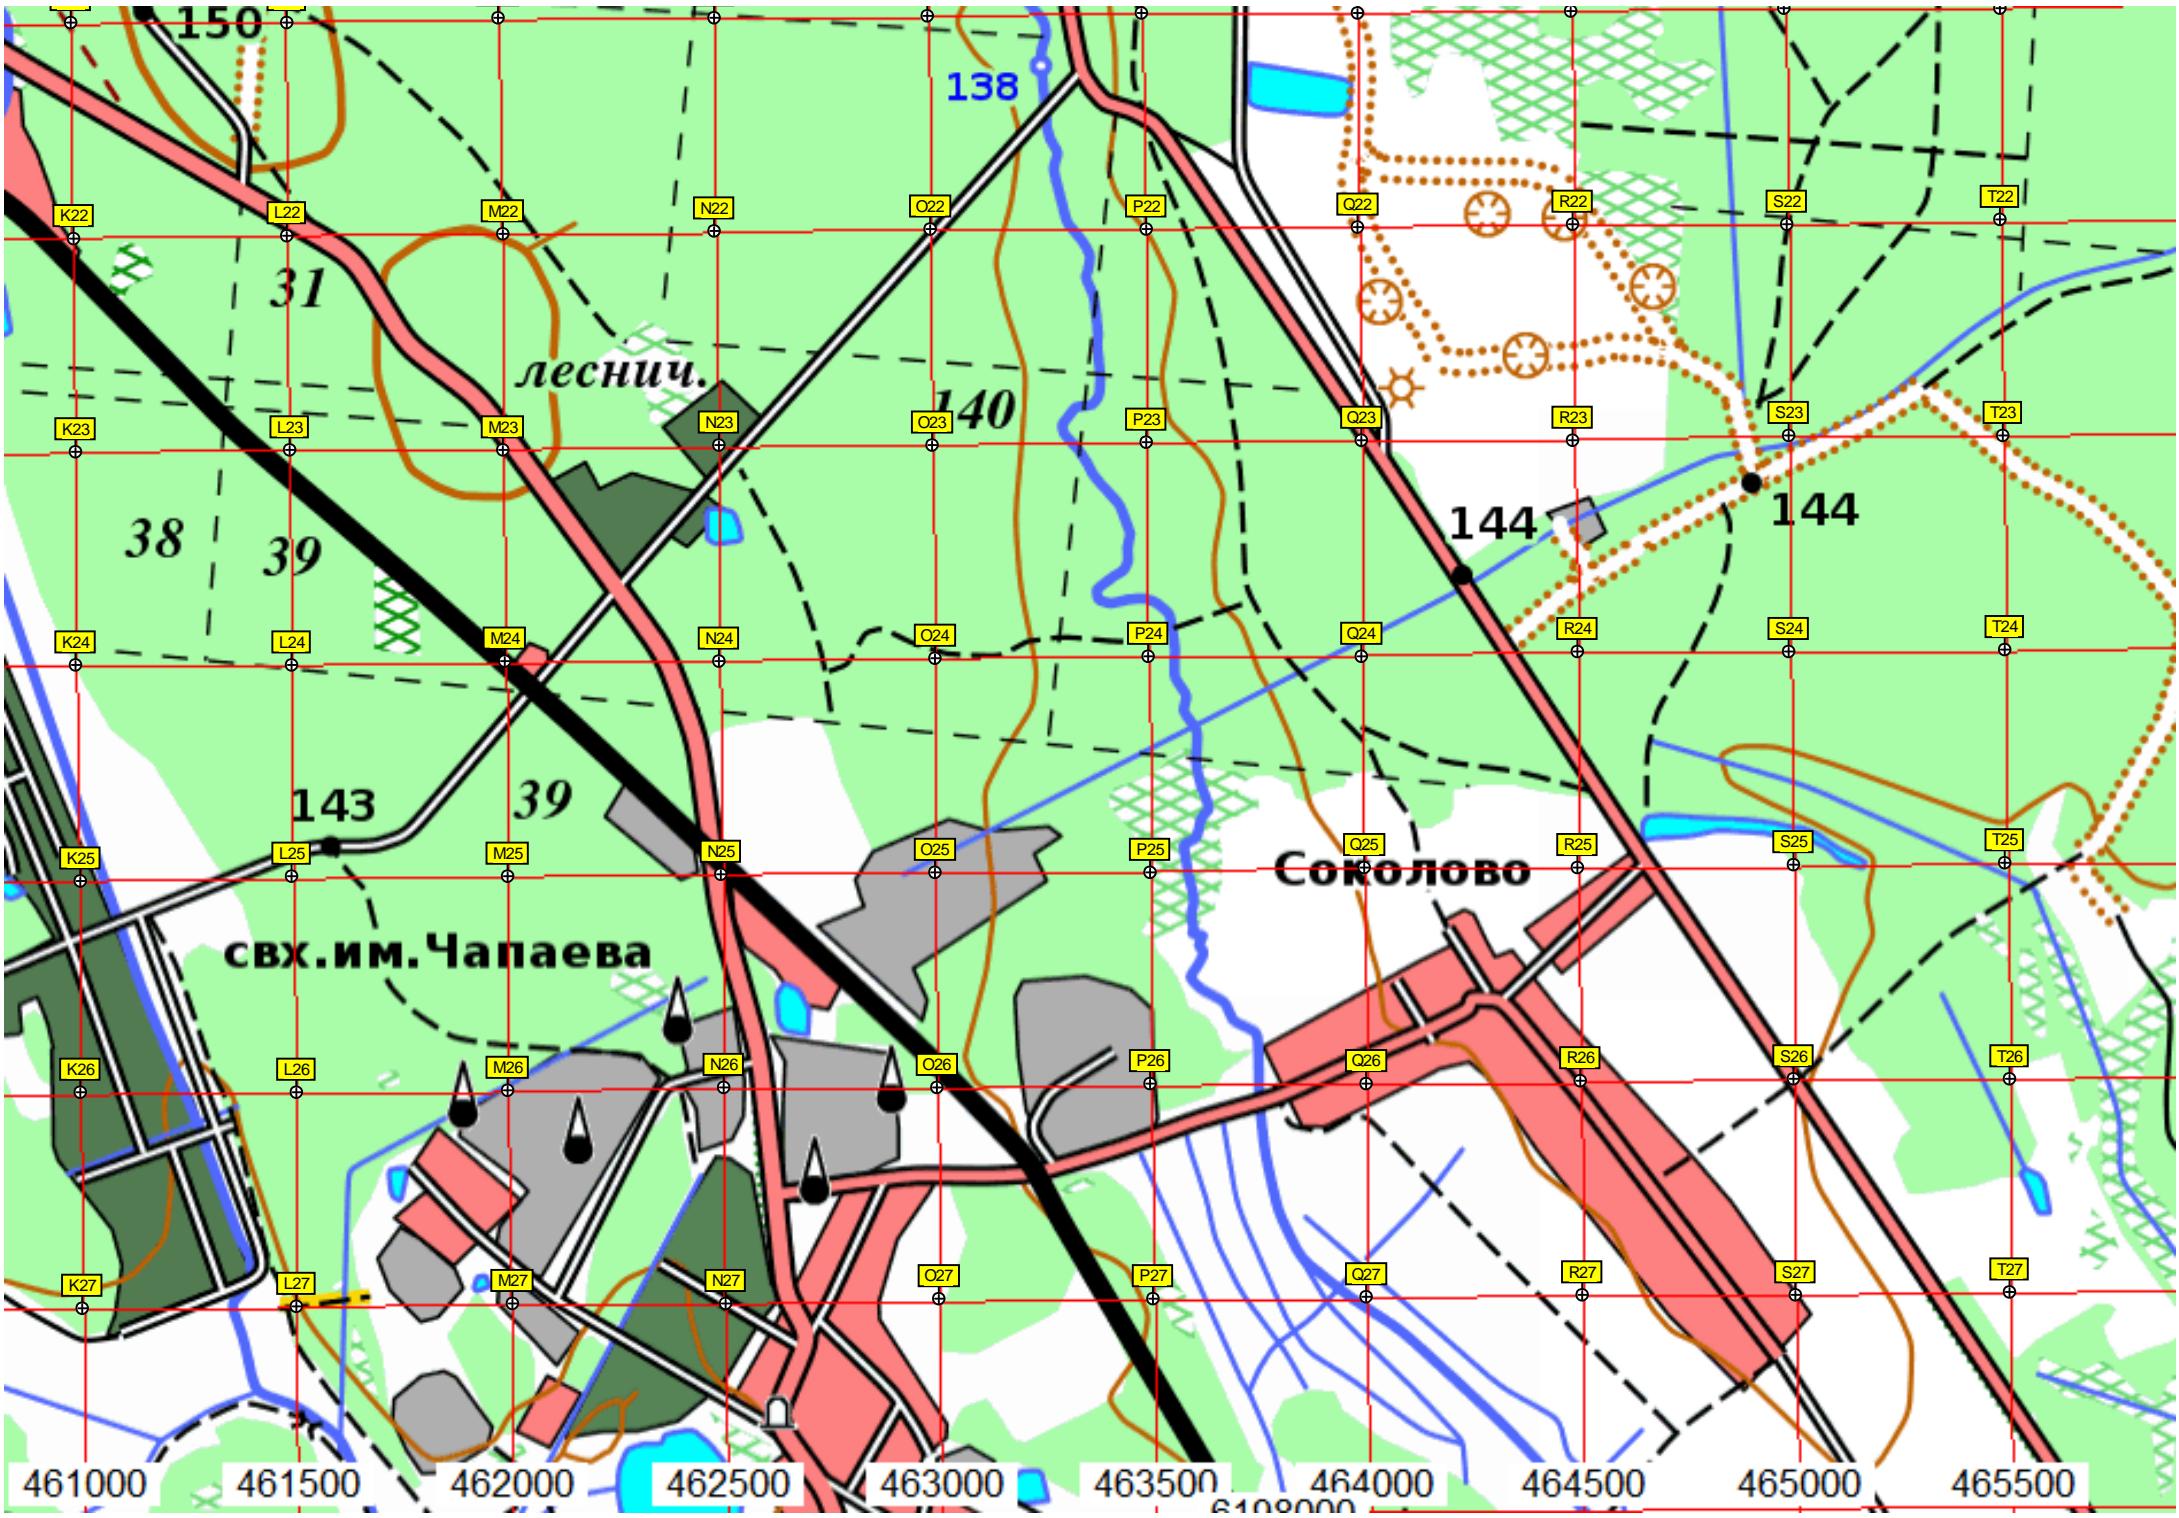 150
138
K22 L22 M22 N22 O22 P22 Q22 R22 S22 T22
31
леснич.
140
K23 L23 M23 N23 O23 P23 Q23 R23 S23 T23
144
144
38
39
K24 L24 M24 N24 O24 P24 Q24 R24 S24 T24
39
143
K25 L25 M25 N25 O25 P25 Q25 R25 S25 T25
Соколово
свх.им.Чапаева
K26 L26 M26 N26 O26 P26 Q26 R26 S26 T26
K27 L27 M27 N27 O27 P27 Q27 R27 S27 T27
461000 461500 462000 462500 463000 463500 464000 464500 465000 465500
6198000